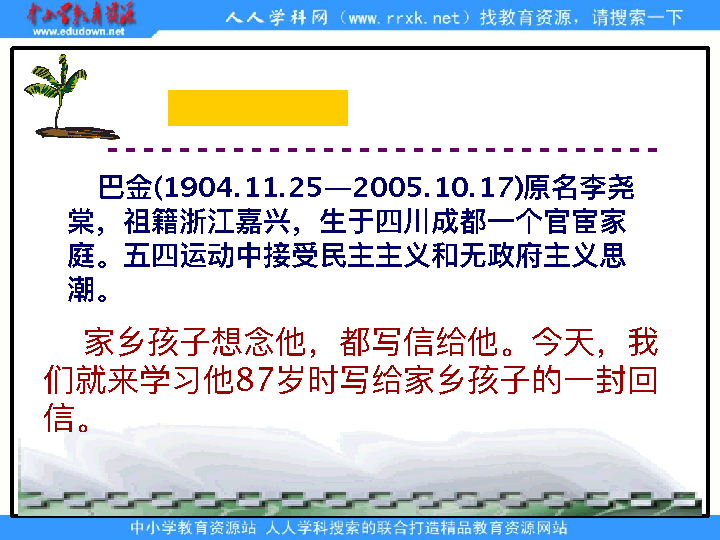 中小学教育资源
www.edudown.net
人人学科网（www.rrxk.net）找教育资源，请搜索一下
巴金(1904.11.25—2005.10.17)原名李尧
棠，祖籍浙江嘉兴，生于四川成都一个官宦家
庭。五四运动中接受民主主义和无政府主义思
潮。
家乡孩子想念他，都写信给他。今天，我
们就来学习他87岁时写给家乡孩子的一封回
信。
中小学教育资源站 人人学科搜索的联合打造精品教育资源网站